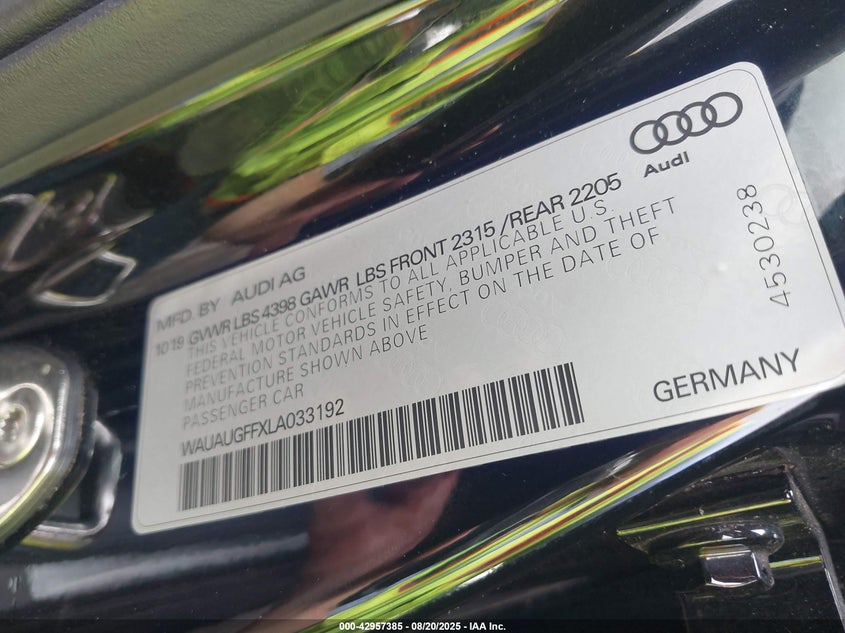 Audi
MFD. BY AUDI AG
10 19 GVWR LBS 4398 GAWR LBS FRONT 2315 / REAR 2205
THIS VEHICLE CONFORMS TO ALL APPLICABLE U.S.
FEDERAL MOTOR VEHICLE SAFETY, BUMPER AND THEFT
PREVENTION STANDARDS IN EFFECT ON THE DATE OF
MANUFACTURE SHOWN ABOVE
PASSENGER CAR
WAUAUGFFXLA033192
GERMANY
4530238
000-42957385 - 08/20/2025 - IAA Inc.